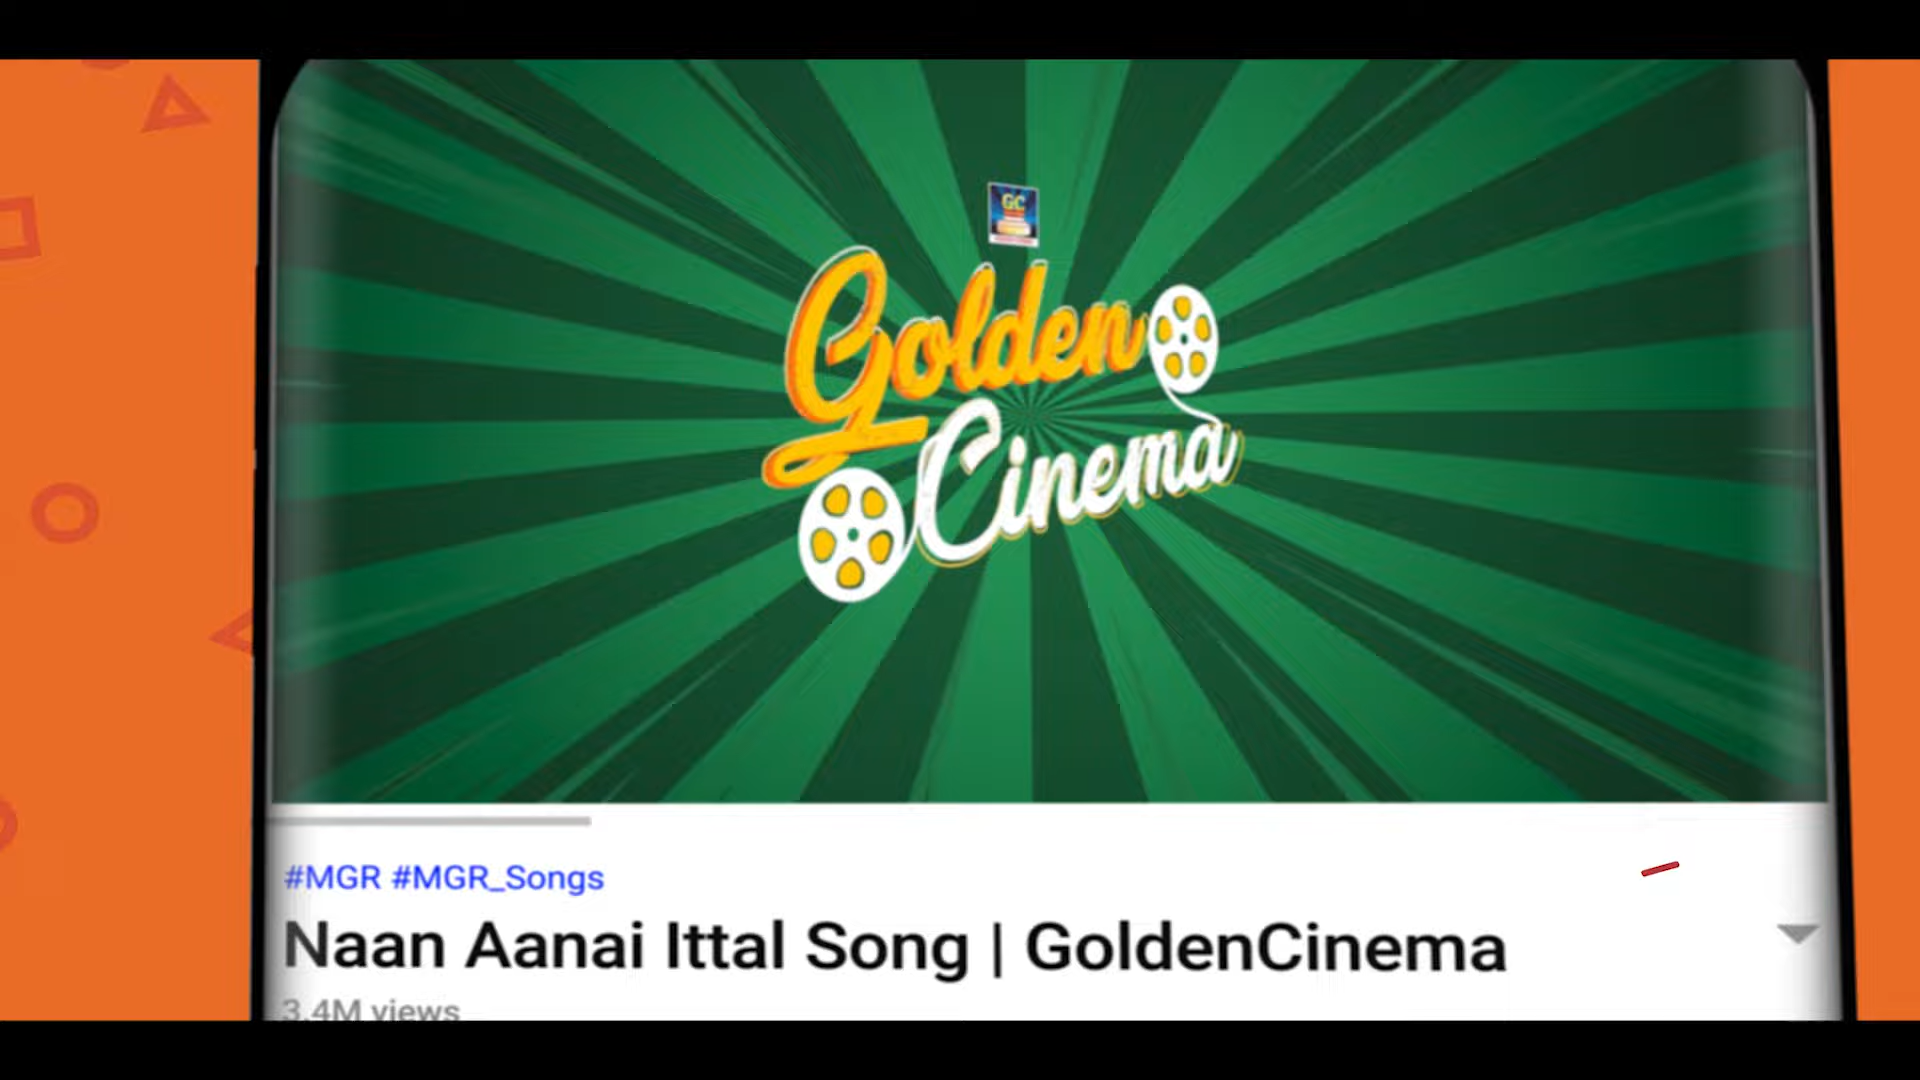 GC
Golden
Cinema
#MGR #MGR_Songs
Naan Aanai Ittal Song | GoldenCinema
3.4M views